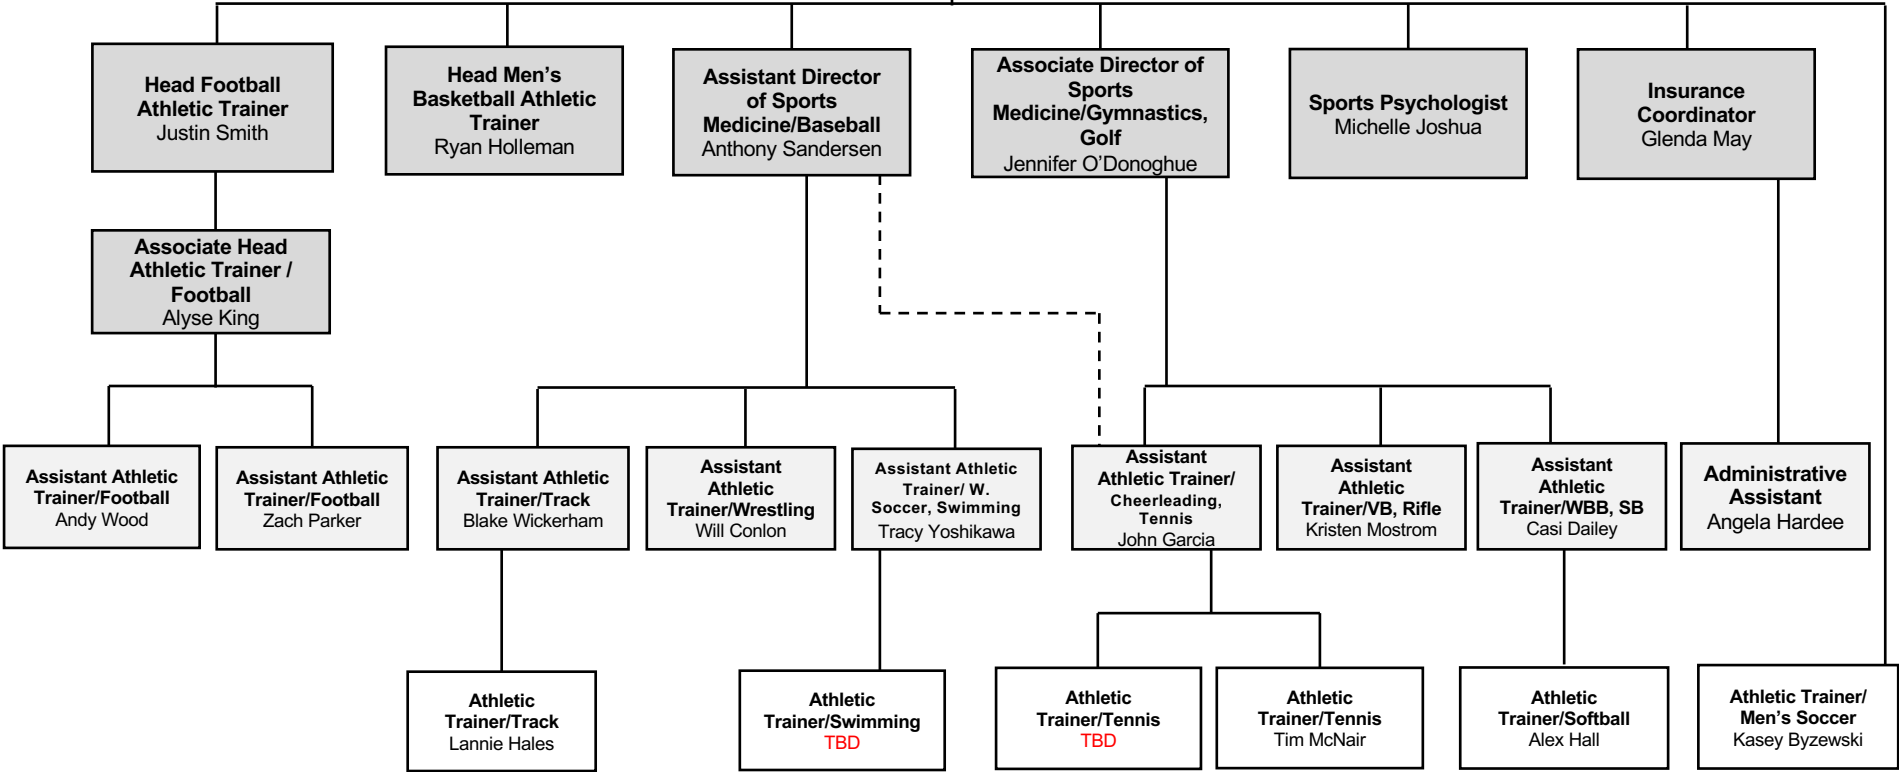 Head Football
Athletic Trainer
Justin Smith
Head Men's
Basketball Athletic
Trainer
Ryan Holleman
Assistant Director
of Sports
Medicine/Baseball
Anthony Sandersen
Associate Director of
Sports
Medicine/Gymnastics,
Golf
Jennifer O'Donoghue
Sports Psychologist
Michelle Joshua
Insurance
Coordinator
Glenda May
Associate Head
Athletic Trainer /
Football
Alyse King
Assistant Athletic
Trainer/Football
Andy Wood
Assistant Athletic
Trainer/Football
Zach Parker
Assistant Athletic
Trainer/Track
Blake Wickerham
Assistant
Athletic
Trainer/Wrestling
Will Conlon
Assistant Athletic
Trainer/ W.
Soccer, Swimming
Tracy Yoshikawa
Assistant
Athletic Trainer/
Cheerleading,
Tennis
John Garcia
Assistant
Athletic
Trainer/VB, Rifle
Kristen Mostrom
Assistant
Athletic
Trainer/WBB, SB
Casi Dailey
Administrative
Assistant
Angela Hardee
Athletic
Trainer/Track
Lannie Hales
Athletic
Trainer/Swimming
TBD
Athletic
Trainer/Tennis
TBD
Athletic
Trainer/Tennis
Tim McNair
Athletic
Trainer/Softball
Alex Hall
Athletic Trainer/
Men's Soccer
Kasey Byzewski